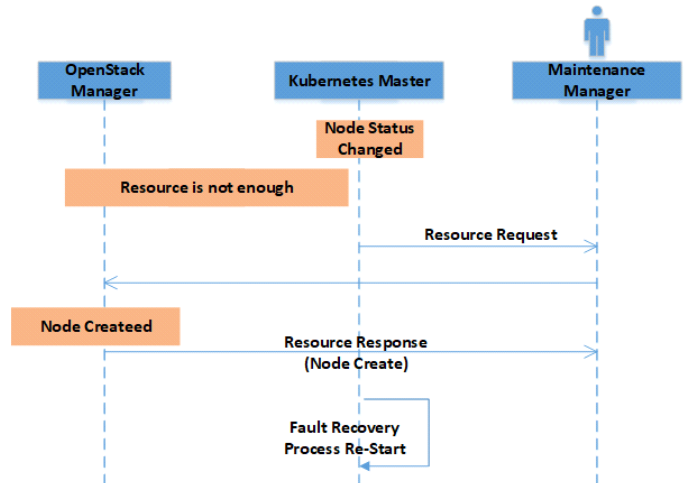 OpenStack
Manager
Kubernetes Master
Maintenance
Manager
Node Status
Changed
Resource is not enough
Resource Request
Node Createed
Resource Response
(Node Create)
Fault Recovery
Process Re-Start